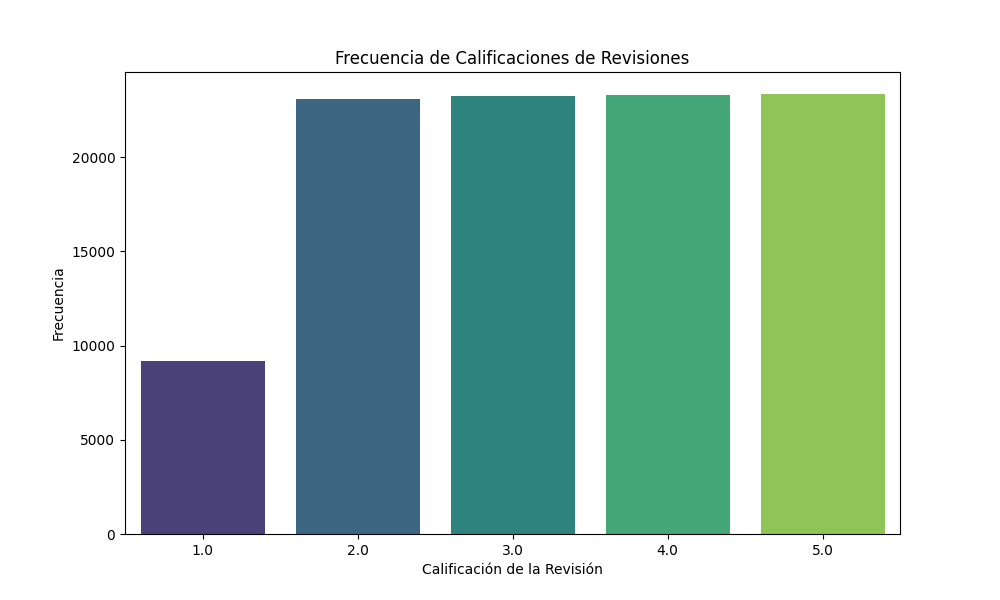 Frecuencia de Calificaciones de Revisiones
Frecuencia
20000
15000
10000
5000
0
1.0 2.0 3.0 4.0 5.0
Calificación de la Revisión